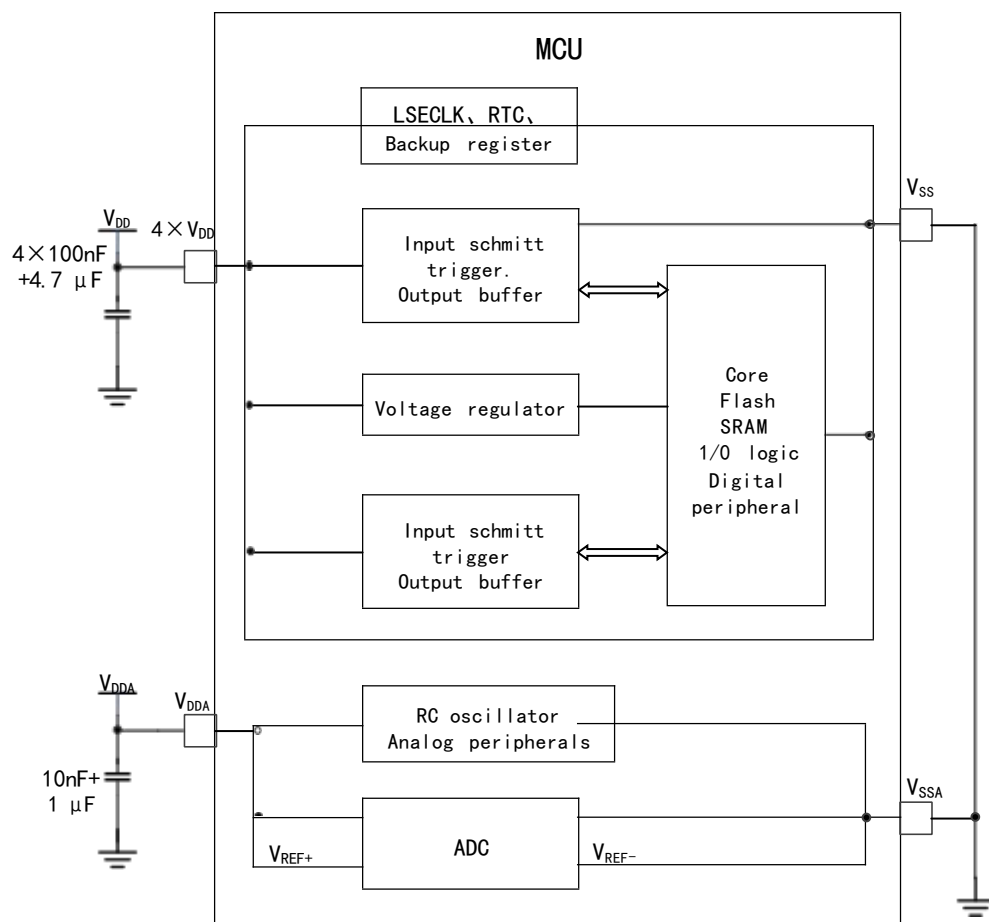 MCU
LSECLK、RTC、
Backup register
VSS
VDD
4×VDD
4×100nF
+4.7 μF
Input schmitt
trigger.
Output buffer
Core
Flash
SRAM
1/0 logic
Digital
peripheral
Voltage regulator
Input schmitt
trigger
Output buffer
VDDA
VDDA
RC oscillator
Analog peripherals
10nF+
1 μF
VSSA
ADC
VREF+
VREF-